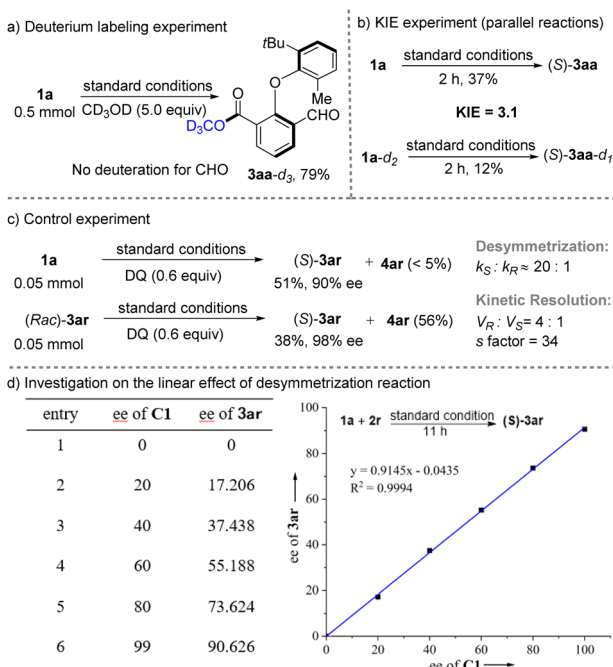 a) Deuterium labeling experiment
1a
0.5 mmol
standard conditions
CD3OD (5.0 equiv)
tBu
O
Me
O
D3CO
CHO
No deuteration for CHO
3aa-d3, 79%
b) KIE experiment (parallel reactions)
1a standard conditions (S)-3aa
2 h, 37%
KIE = 3.1
1a-d2 standard conditions (S)-3aa-d1
2 h, 12%
c) Control experiment
1a standard conditions (S)-3ar + 4ar (< 5%)
0.05 mmol DQ (0.6 equiv) 51%, 90% ee
Desymmetrization:
kS : kR ≈ 20 : 1
(Rac)-3ar standard conditions (S)-3ar + 4ar (56%)
0.05 mmol DQ (0.6 equiv) 38%, 98% ee
Kinetic Resolution:
VR : VS = 4 : 1
s factor = 34
d) Investigation on the linear effect of desymmetrization reaction
entry ee of C1 ee of 3ar
1 0 0
2 20 17.206
3 40 37.438
4 60 55.188
5 80 73.624
6 99 90.626
1a + 2r standard condition (S)-3ar
11 h
y = 0.9145x - 0.0435
R2 = 0.9994
ee of 3ar
100
80
60
40
20
0
0 20 40 60 80 100
ee of C1